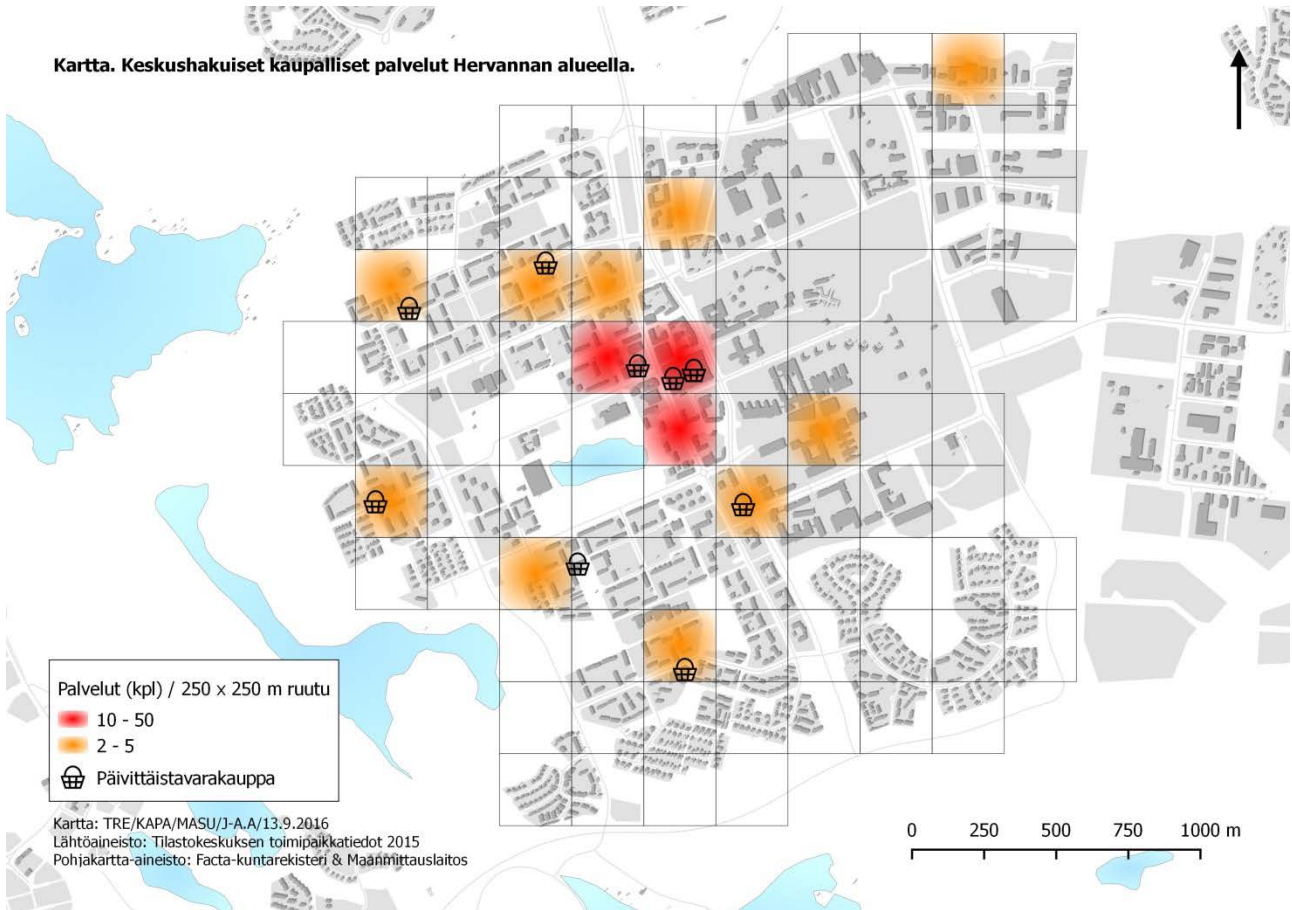 Kartta. Keskushakuiset kaupalliset palvelut Hervannan alueella.
Palvelut (kpl) / 250 x 250 m ruutu
10 - 50
2 - 5
Päivittäistavarakauppa
Kartta: TRE/KAPA/MASU/J-A.A/13.9.2016
Lähtöaineisto: Tilastokeskuksen toimipaikkatiedot 2015
Pohjakartta-aineisto: Facta-kuntarekisteri & Maanmittauslaitos
0 250 500 750 1000 m